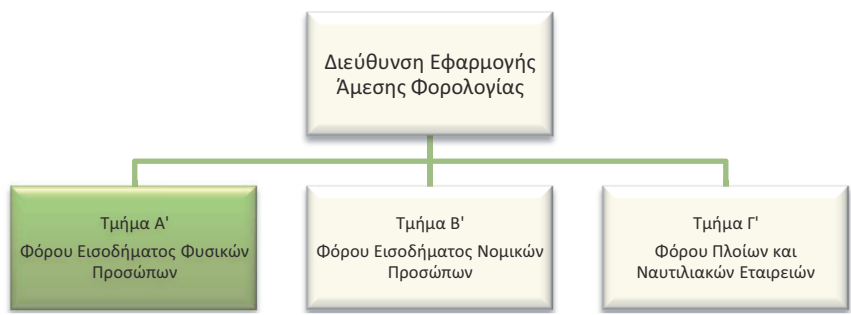 Διεύθυνση Εφαρμογής
Άμεσης Φορολογίας
Τμήμα Α'
Φόρου Εισοδήματος Φυσικών
Προσώπων
Τμήμα Β'
Φόρου Εισοδήματος Νομικών
Προσώπων
Τμήμα Γ'
Φόρου Πλοίων και
Ναυτιλιακών Εταιρειών